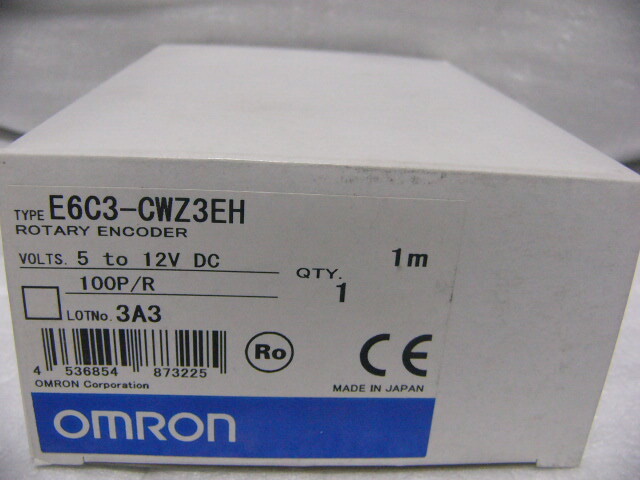 TYPE E6C3-CWZ3EH
ROTARY ENCODER
VOLTS. 5 to 12V DC 1m
100P/R QTY. 1
LOTNo. 3A3
4 536854 873225
Ro
CE
OMRON Corporation
MADE IN JAPAN
OMRON